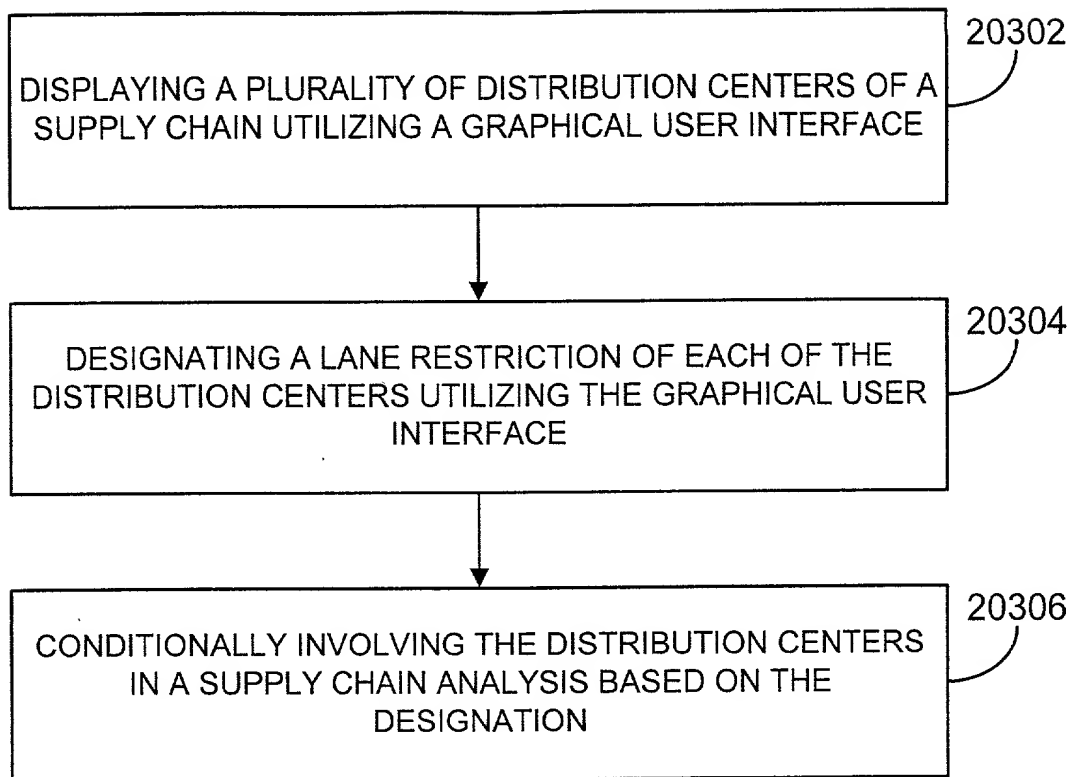 20302
DISPLAYING A PLURALITY OF DISTRIBUTION CENTERS OF A
SUPPLY CHAIN UTILIZING A GRAPHICAL USER INTERFACE
20304
DESIGNATING A LANE RESTRICTION OF EACH OF THE
DISTRIBUTION CENTERS UTILIZING THE GRAPHICAL USER
INTERFACE
20306
CONDITIONALLY INVOLVING THE DISTRIBUTION CENTERS
IN A SUPPLY CHAIN ANALYSIS BASED ON THE
DESIGNATION